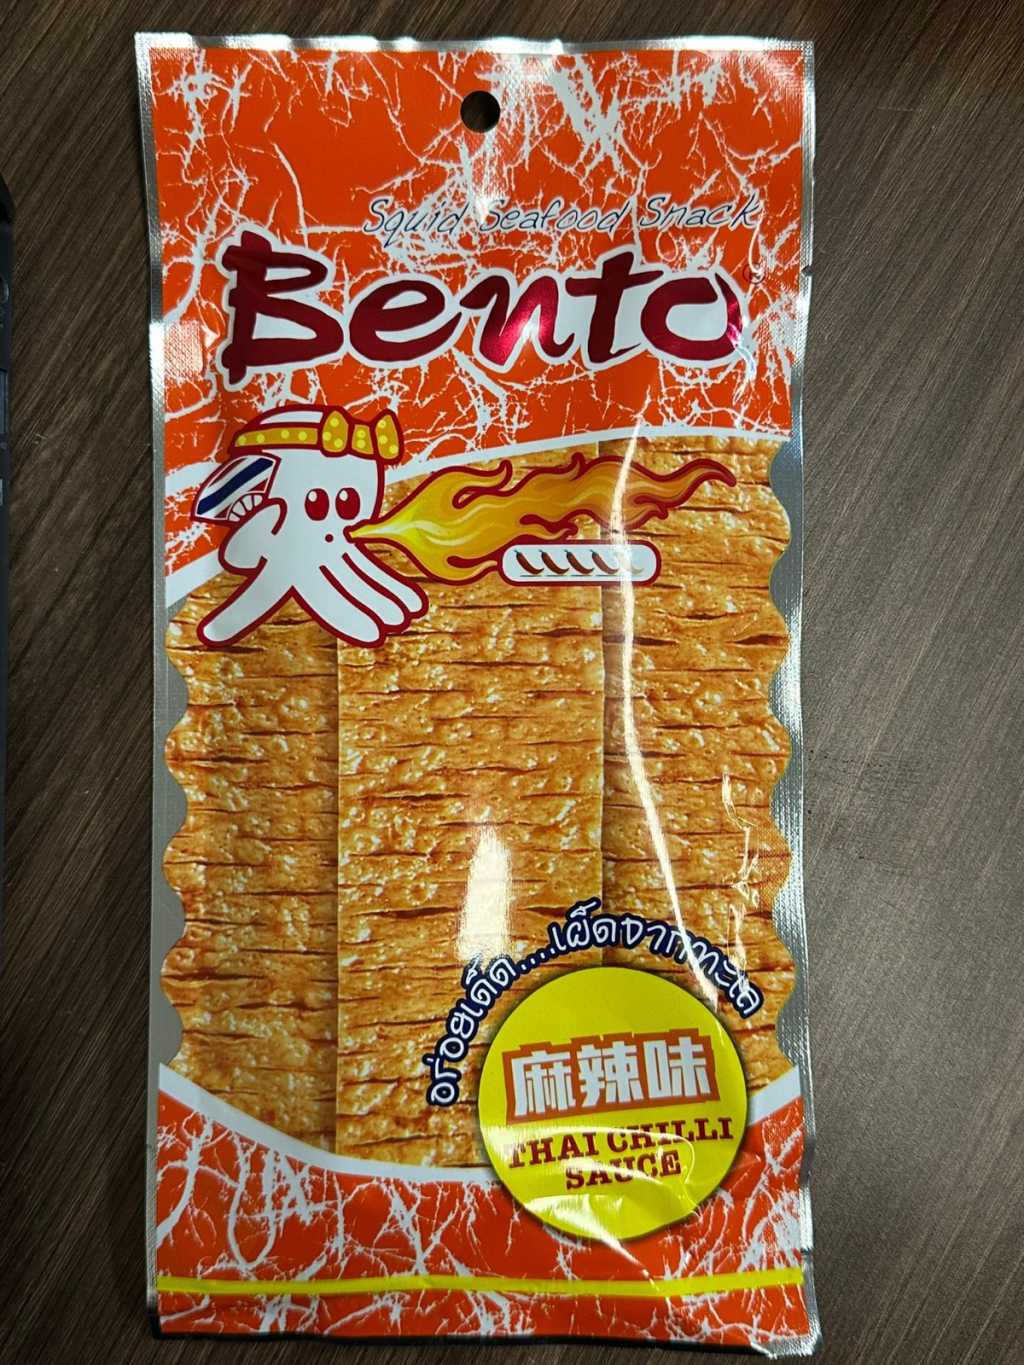 Squid Seafood Snack
Bento
อร่อยเด็ด....เผ็ดจากทะเล
麻辣味
THAI CHILLI
SAUCE